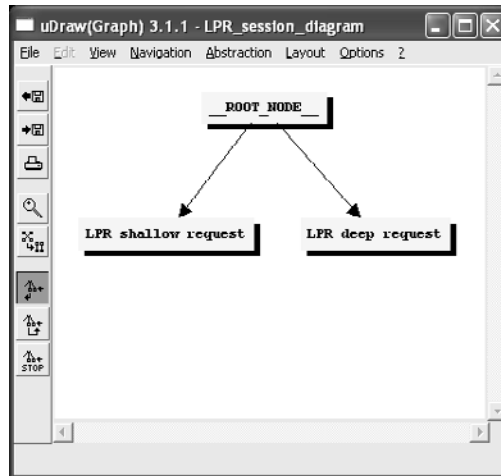 uDraw(Graph) 3.1.1 - LPR_session_diagram
File Edit View Navigation Abstraction Layout Options ?
__ROOT_NODE__
LPR shallow request LPR deep request
STOP